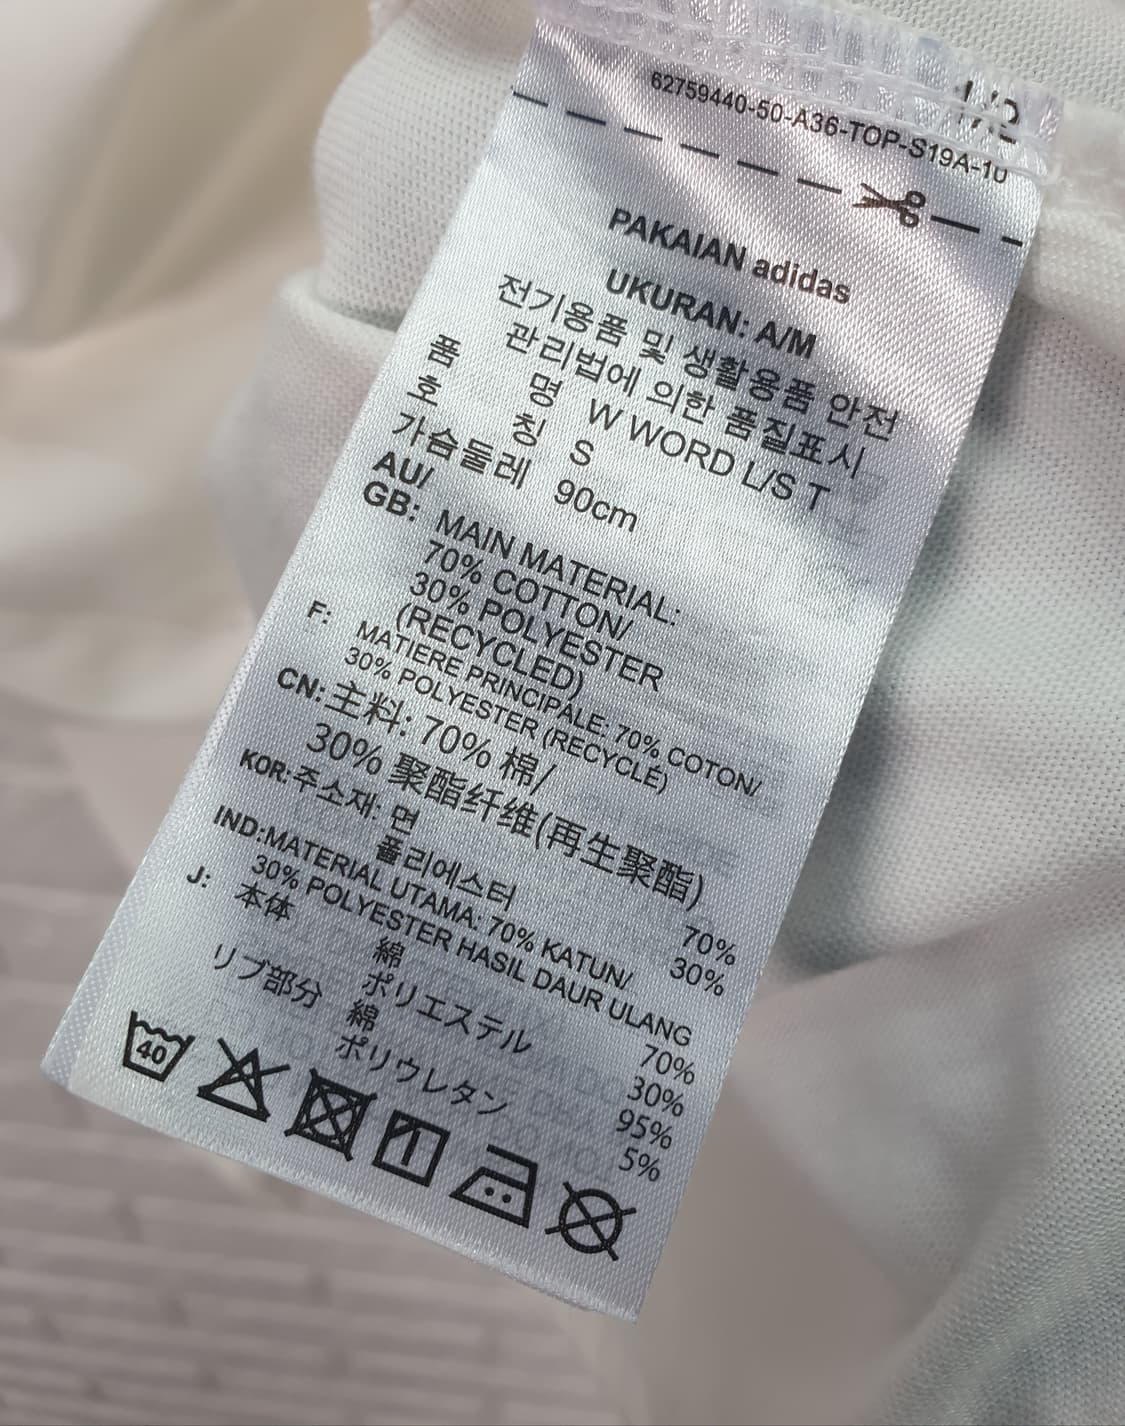 62759440-50-A36-TOP-S19A-10
PAKAIAN adidas
UKURAN: A/M
전기용품 및 생활용품 안전
관리법에 의한 품질표시
품 명 W WORD L/S T
호 칭 S
가슴둘레 90cm
AU/
GB: MAIN MATERIAL:
70% COTTON/
30% POLYESTER
(RECYCLED)
F: MATIERE PRINCIPALE: 70% COTON/
30% POLYESTER (RECYCLÉ)
CN: 主料: 70% 棉/
30% 聚酯纤维(再生聚酯)
KOR: 주소재: 면 70%
폴리에스터 30%
IND:MATERIAL UTAMA: 70% KATUN/
30% POLYESTER HASIL DAUR ULANG
J: 本体 綿 70%
ポリエステル 30%
リブ部分 綿 95%
ポリウレタン 5%
40